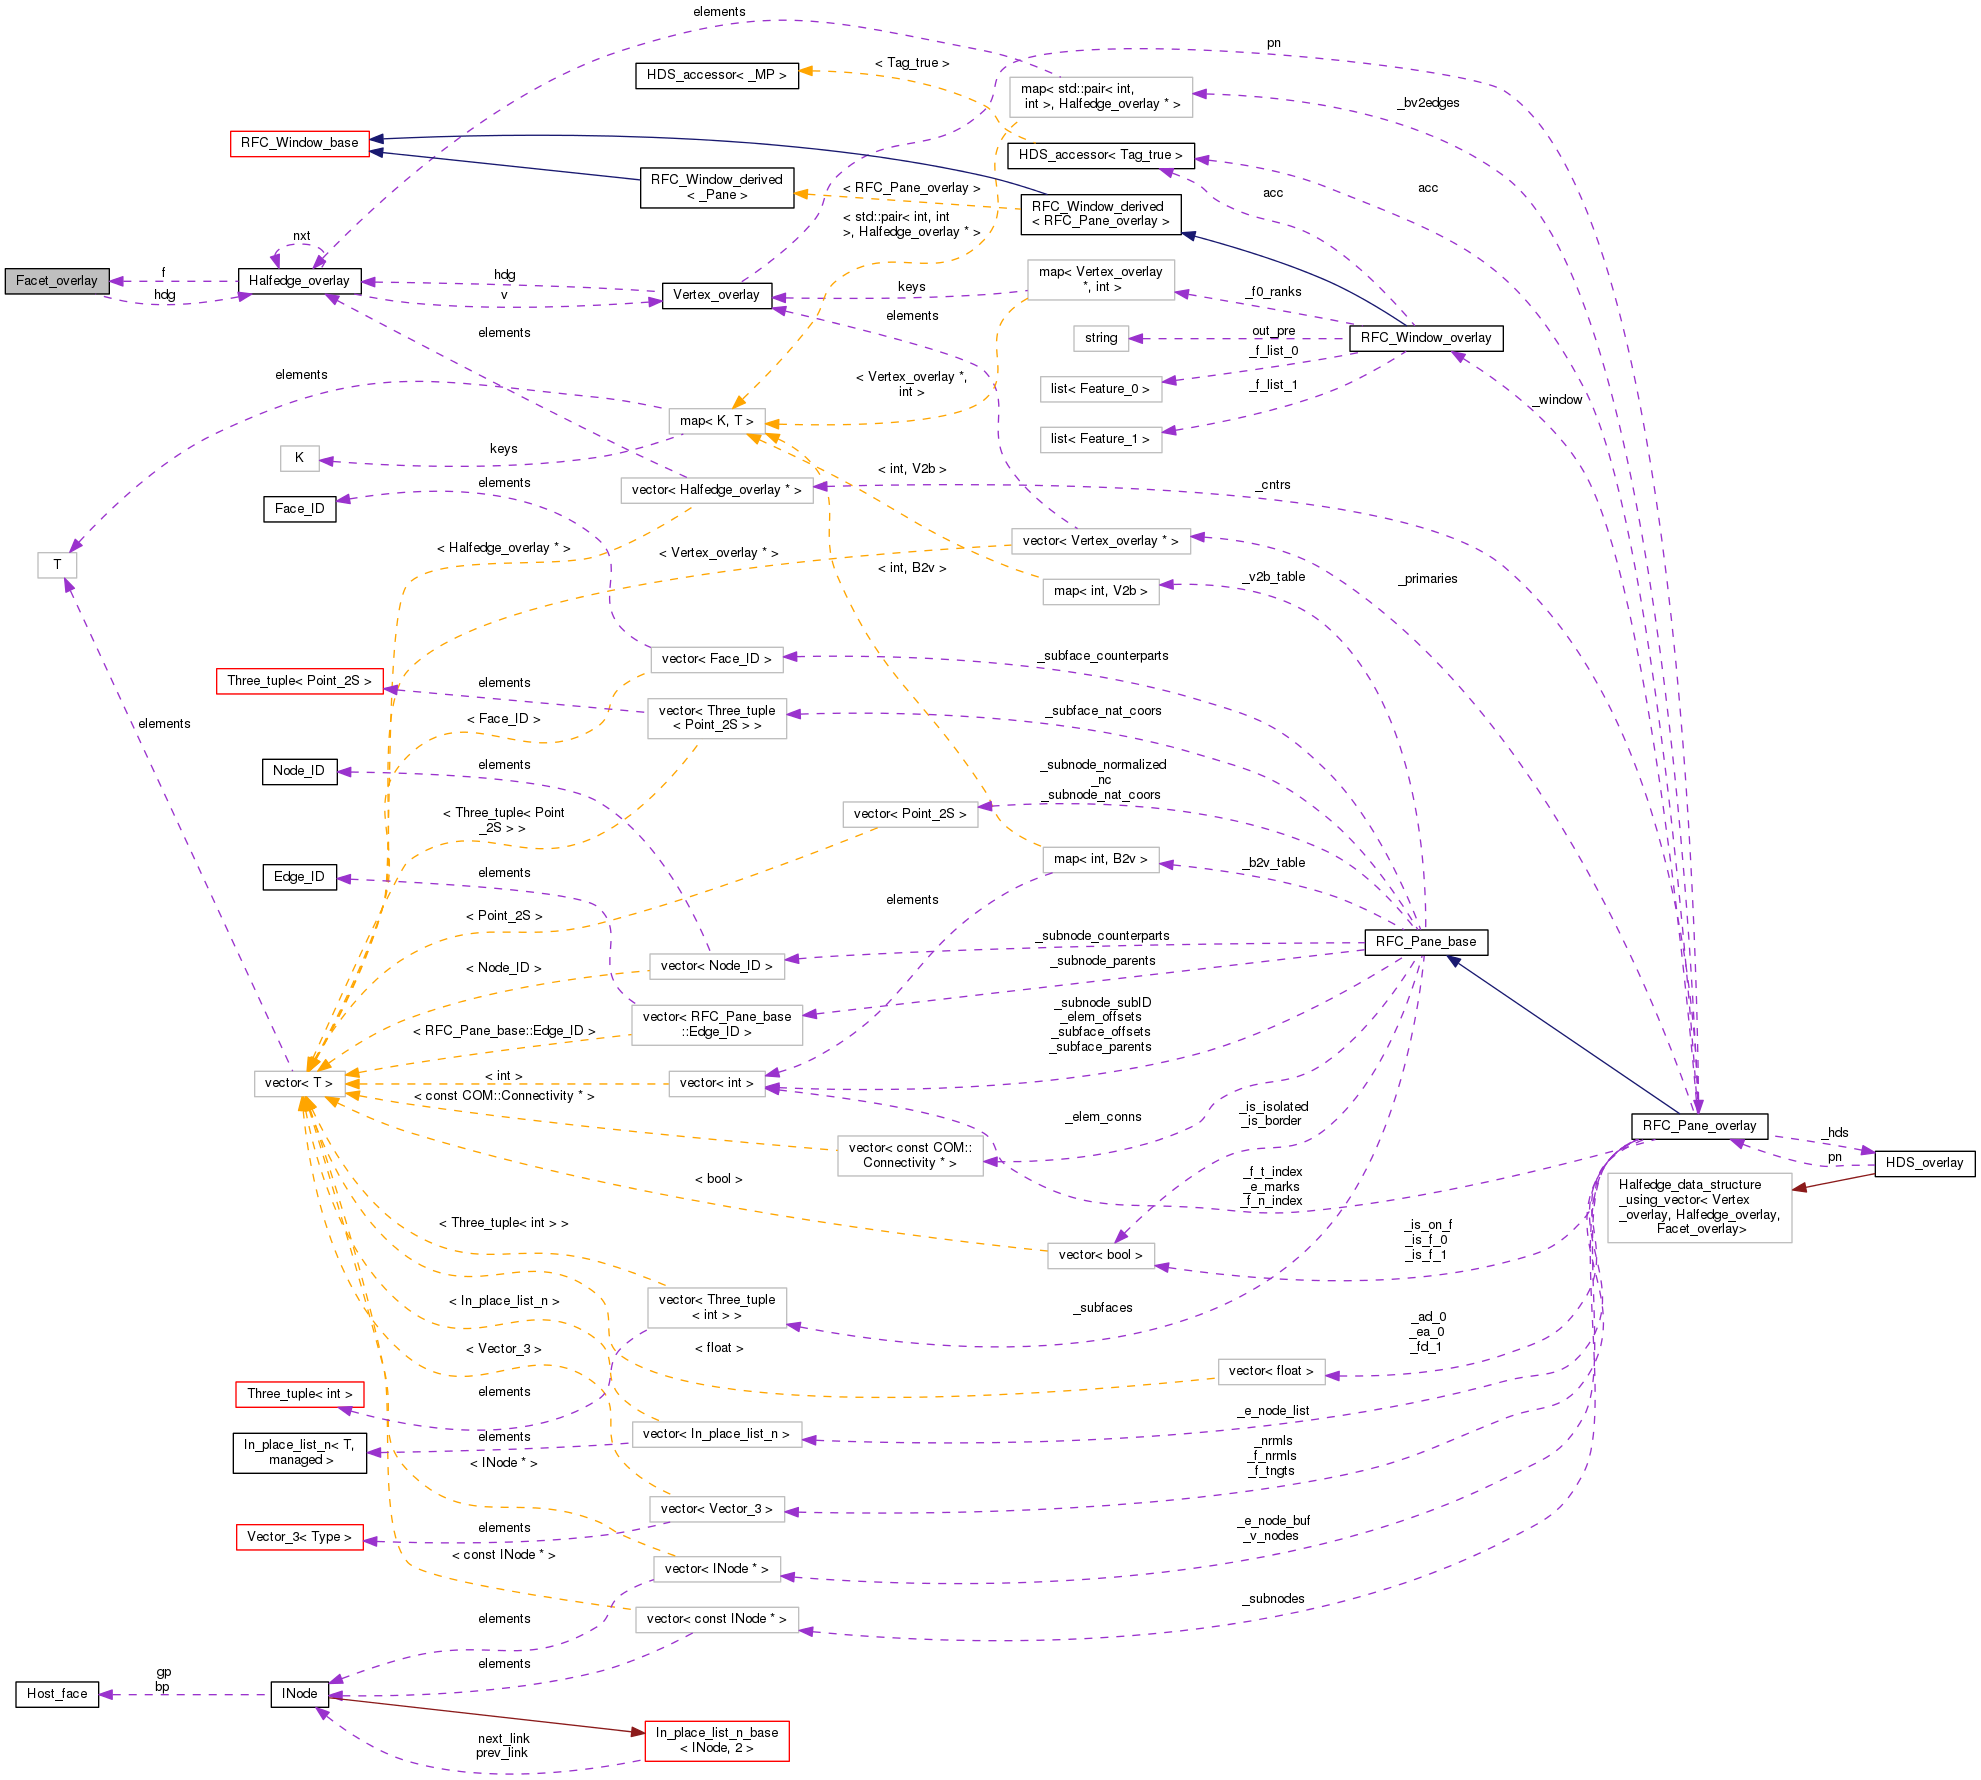 elements
pn
HDS_accessor< _MP >
< Tag_true >
map< std::pair< int,
int >, Halfedge_overlay * >
_bv2edges
RFC_Window_base
HDS_accessor< Tag_true >
RFC_Window_derived
< _Pane >
< RFC_Pane_overlay >
acc
acc
RFC_Window_derived
< RFC_Pane_overlay >
< std::pair< int, int
>, Halfedge_overlay * >
nxt
Facet_overlay
f
hdg
Halfedge_overlay
hdg
v
Vertex_overlay
keys
map< Vertex_overlay
*, int >
_f0_ranks
elements
elements
string
out_pre
RFC_Window_overlay
_f_list_0
list< Feature_0 >
_f_list_1
list< Feature_1 >
_window
elements
< Vertex_overlay *,
int >
map< K, T >
K
keys
< int, V2b >
elements
vector< Halfedge_overlay * >
_cntrs
Face_ID
T
< Halfedge_overlay * >
< Vertex_overlay * >
vector< Vertex_overlay * >
< int, B2v >
map< int, V2b >
_v2b_table
_primaries
vector< Face_ID >
_subface_counterparts
Three_tuple< Point_2S >
elements
< Face_ID >
vector< Three_tuple
< Point_2S > >
_subface_nat_coors
elements
Node_ID
elements
_subnode_normalized
_nc
_subnode_nat_coors
< Three_tuple< Point
_2S > >
vector< Point_2S >
Edge_ID
elements
map< int, B2v >
_b2v_table
elements
< Point_2S >
RFC_Pane_base
_subnode_counterparts
< Node_ID >
vector< Node_ID >
_subnode_parents
vector< RFC_Pane_base
::Edge_ID >
< RFC_Pane_base::Edge_ID >
_subnode_subID
_elem_offsets
_subface_offsets
_subface_parents
vector< T >
< int >
vector< int >
< const COM::Connectivity * >
_elem_conns
_is_isolated
_is_border
RFC_Pane_overlay
_hds
pn
HDS_overlay
vector< const COM::
Connectivity * >
< bool >
_f_t_index
_e_marks
_f_n_index
Halfedge_data_structure
_using_vector< Vertex
_overlay, Halfedge_overlay,
Facet_overlay>
< Three_tuple< int > >
vector< bool >
_is_on_f
_is_f_0
_is_f_1
< In_place_list_n >
vector< Three_tuple
< int > >
_subfaces
_ad_0
_ea_0
_fd_1
< Vector_3 >
< float >
vector< float >
Three_tuple< int >
elements
_e_node_list
In_place_list_n< T,
managed >
elements
< INode * >
vector< In_place_list_n >
_nrmls
_f_nrmls
_f_tngts
Vector_3< Type >
elements
vector< Vector_3 >
_e_node_buf
_v_nodes
< const INode * >
vector< INode * >
_subnodes
elements
vector< const INode * >
elements
Host_face
gp
bp
INode
next_link
prev_link
In_place_list_n_base
< INode, 2 >